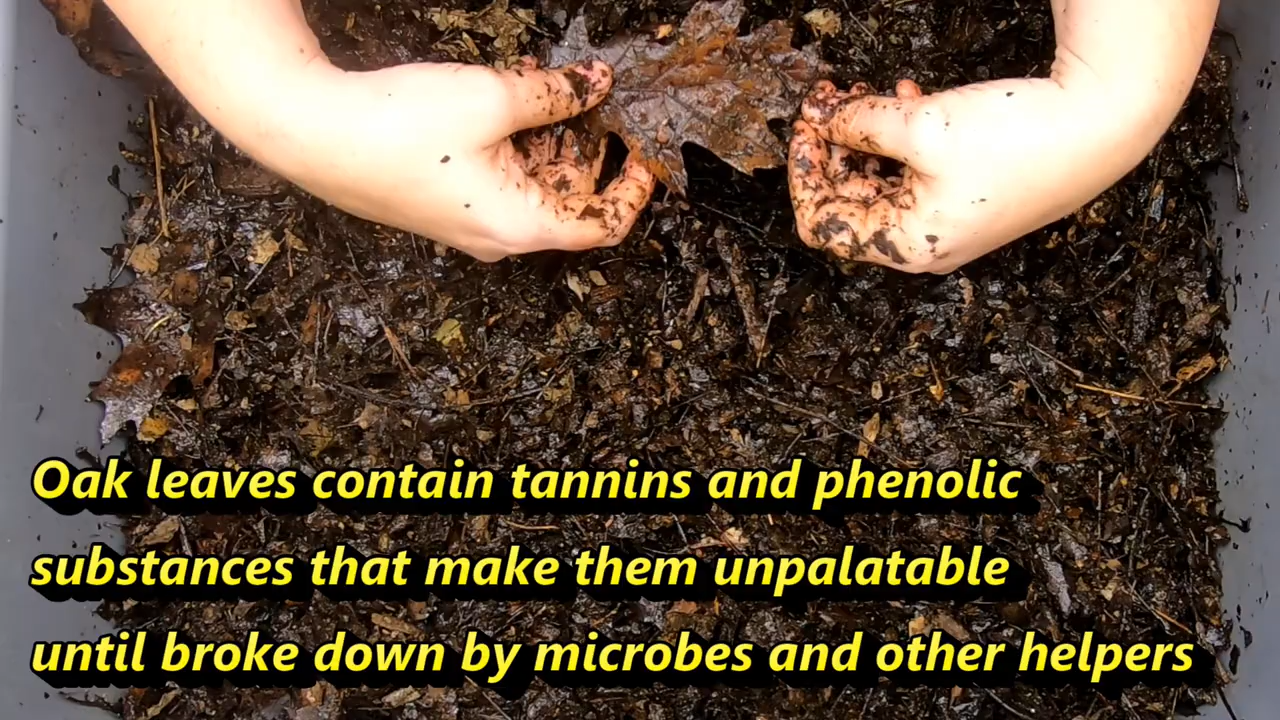 Oak leaves contain tannins and phenolic
substances that make them unpalatable
until broke down by microbes and other helpers